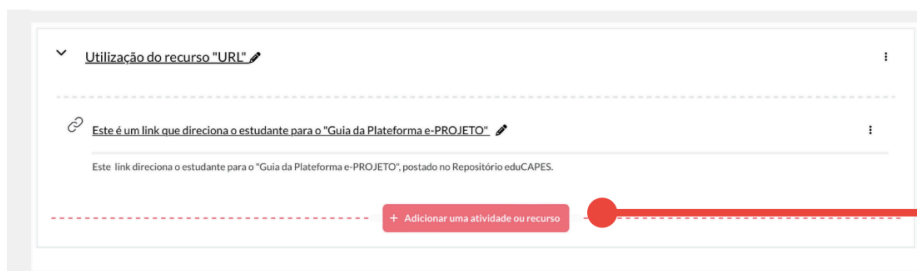 Utilização do recurso "URL"
Este é um link que direciona o estudante para o "Guia da Plataforma e-PROJETO"
Este link direciona o estudante para o "Guia da Plataforma e-PROJETO", postado no Repositório eduCAPES.
+ Adicionar uma atividade ou recurso